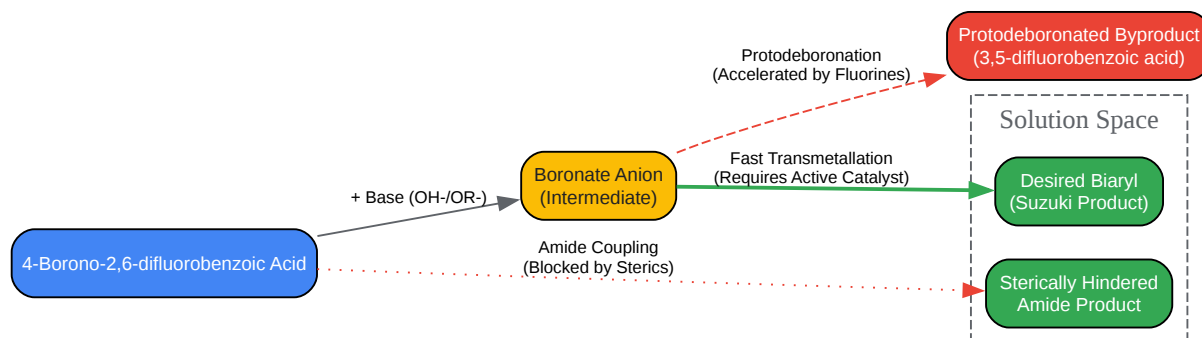 Protodeboronated Byproduct
(3,5-difluorobenzoic acid)
Protodeboronation
(Accelerated by Fluorines)
Solution Space
Fast Transmetallation
(Requires Active Catalyst)
Desired Biaryl
(Suzuki Product)
Boronate Anion
(Intermediate)
+ Base (OH-/OR-)
4-Borono-2,6-difluorobenzoic Acid
Amide Coupling
(Blocked by Sterics)
Sterically Hindered
Amide Product